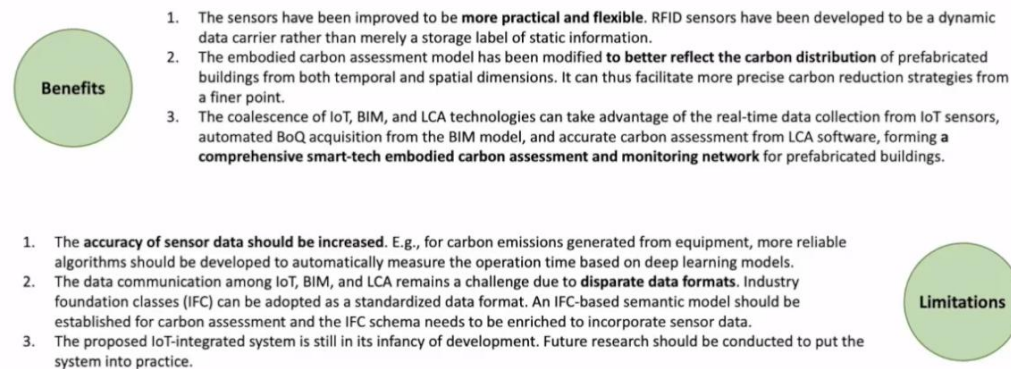 Benefits
1. The sensors have been improved to be more practical and flexible. RFID sensors have been developed to be a dynamic
data carrier rather than merely a storage label of static information.
2. The embodied carbon assessment model has been modified to better reflect the carbon distribution of prefabricated
buildings from both temporal and spatial dimensions. It can thus facilitate more precise carbon reduction strategies from
a finer point.
3. The coalescence of IoT, BIM, and LCA technologies can take advantage of the real-time data collection from IoT sensors,
automated BoQ acquisition from the BIM model, and accurate carbon assessment from LCA software, forming a
comprehensive smart-tech embodied carbon assessment and monitoring network for prefabricated buildings.
1. The accuracy of sensor data should be increased. E.g., for carbon emissions generated from equipment, more reliable
algorithms should be developed to automatically measure the operation time based on deep learning models.
2. The data communication among IoT, BIM, and LCA remains a challenge due to disparate data formats. Industry
foundation classes (IFC) can be adopted as a standardized data format. An IFC-based semantic model should be
established for carbon assessment and the IFC schema needs to be enriched to incorporate sensor data.
3. The proposed IoT-integrated system is still in its infancy of development. Future research should be conducted to put the
system into practice.
Limitations